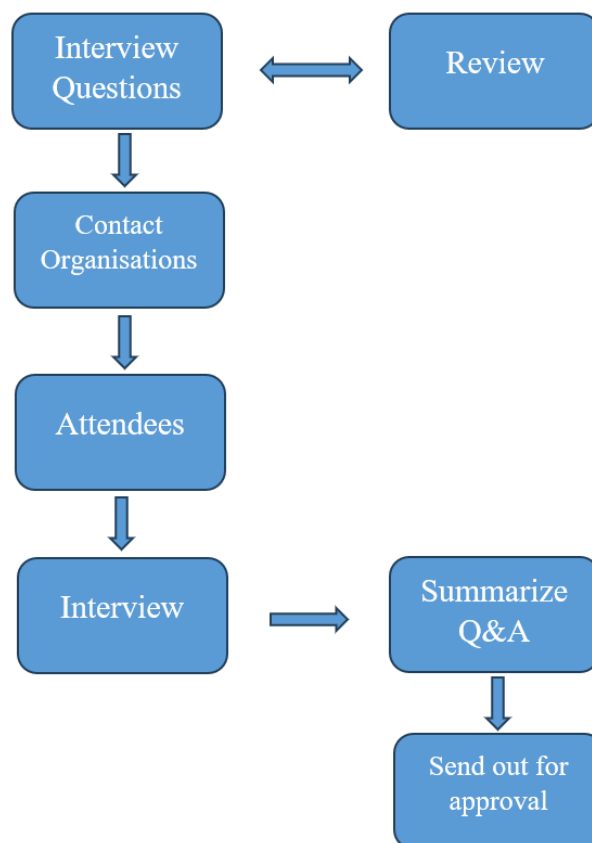 Interview
Questions
Review
Contact
Organisations
Attendees
Interview
Summarize
Q&A
Send out for
approval